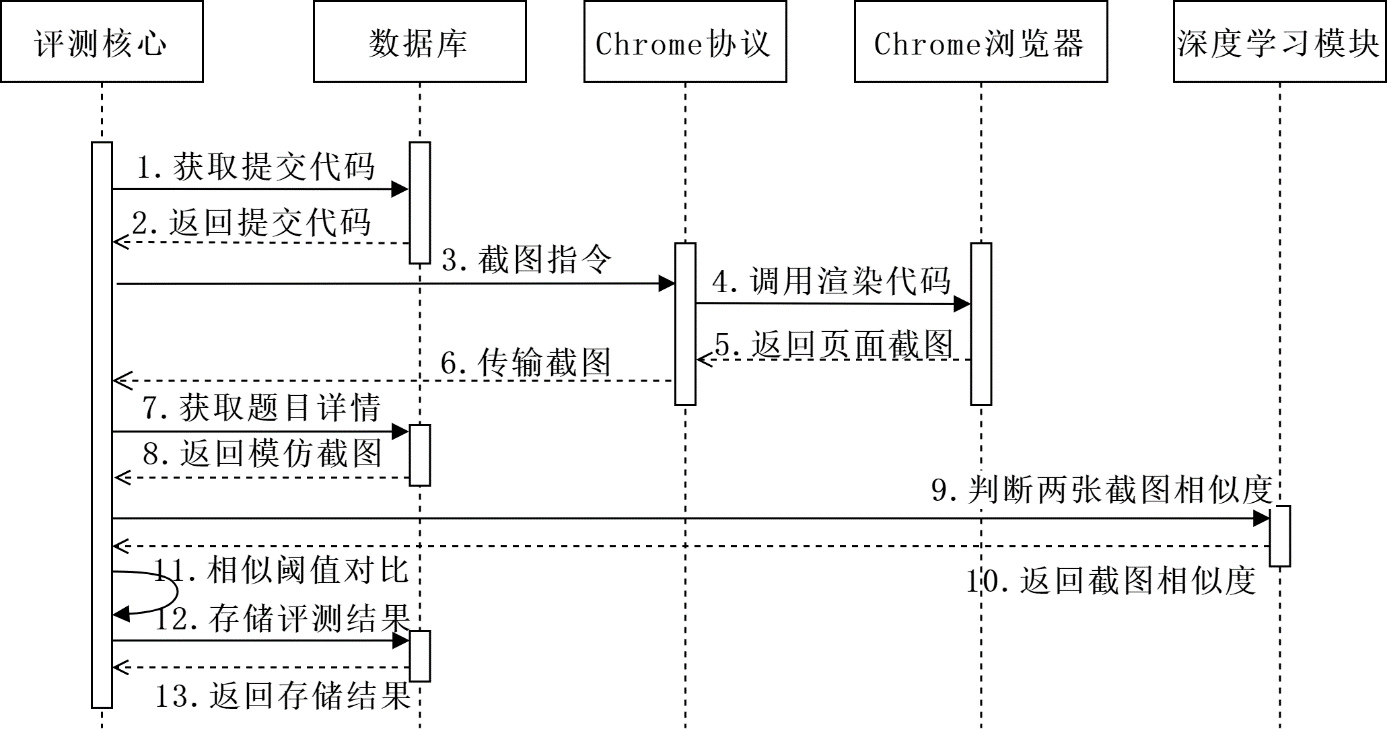 评测核心
数据库
Chrome协议
Chrome浏览器
深度学习模块
1.获取提交代码
2.返回提交代码
3.截图指令
4.调用渲染代码
5.返回页面截图
6.传输截图
7.获取题目详情
8.返回模仿截图
9.判断两张截图相似度
10.返回截图相似度
11.相似阈值对比
12.存储评测结果
13.返回存储结果